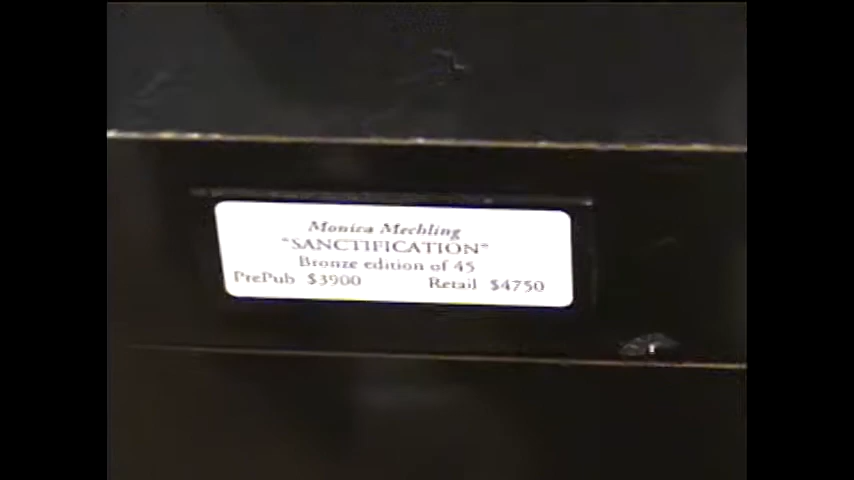 Monica Mechling
"SANCTIFICATION"
Bronze edition of 45
PrePub $3900 Retail $4750